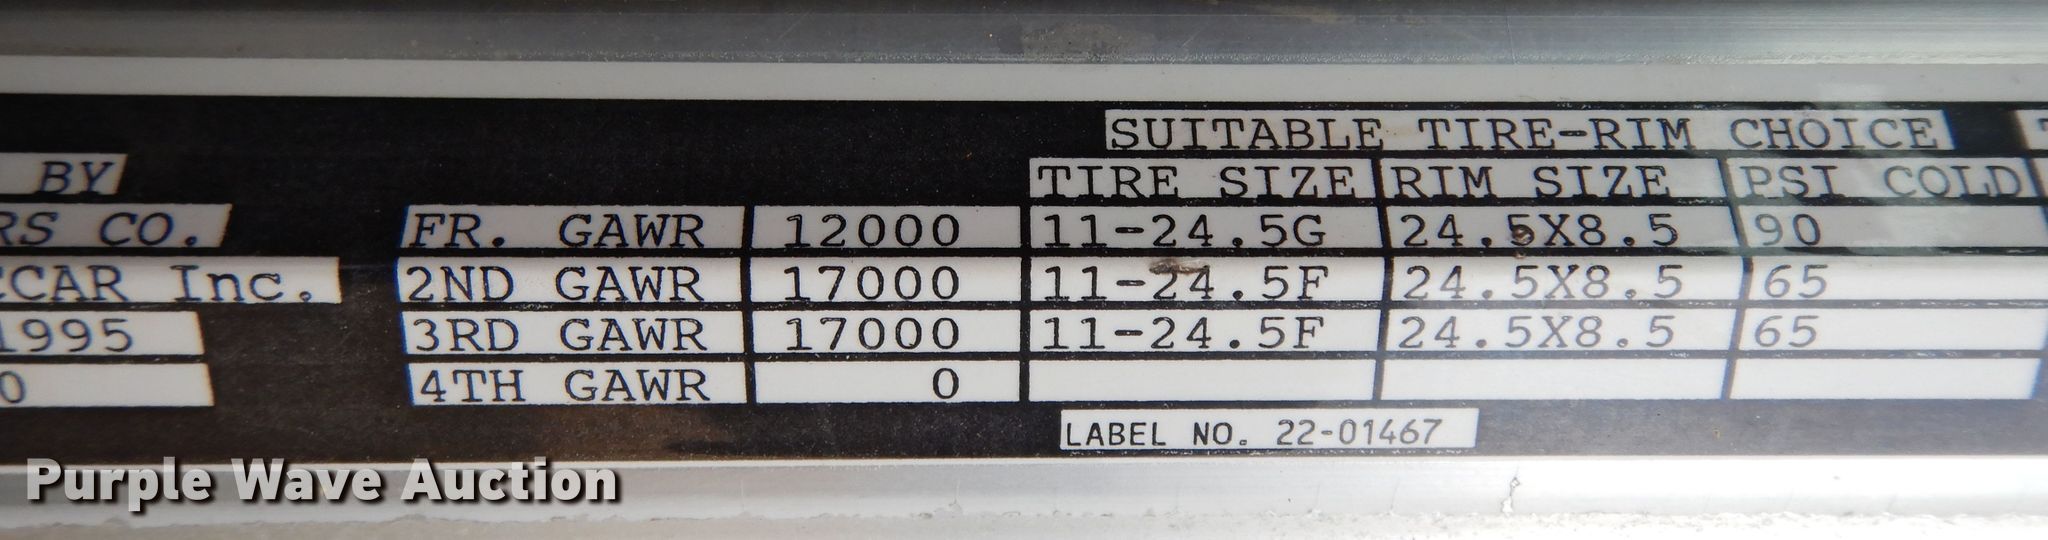 SUITABLE TIRE-RIM CHOICE
BY TIRE SIZE RIM SIZE PSI COLD
RS CO. FR. GAWR 12000 11-24.5G 24.5X8.5 90
CCAR Inc. 2ND GAWR 17000 11-24.5F 24.5X8.5 65
1995 3RD GAWR 17000 11-24.5F 24.5X8.5 65
0 4TH GAWR 0
LABEL NO. 22-01467
Purple Wave Auction